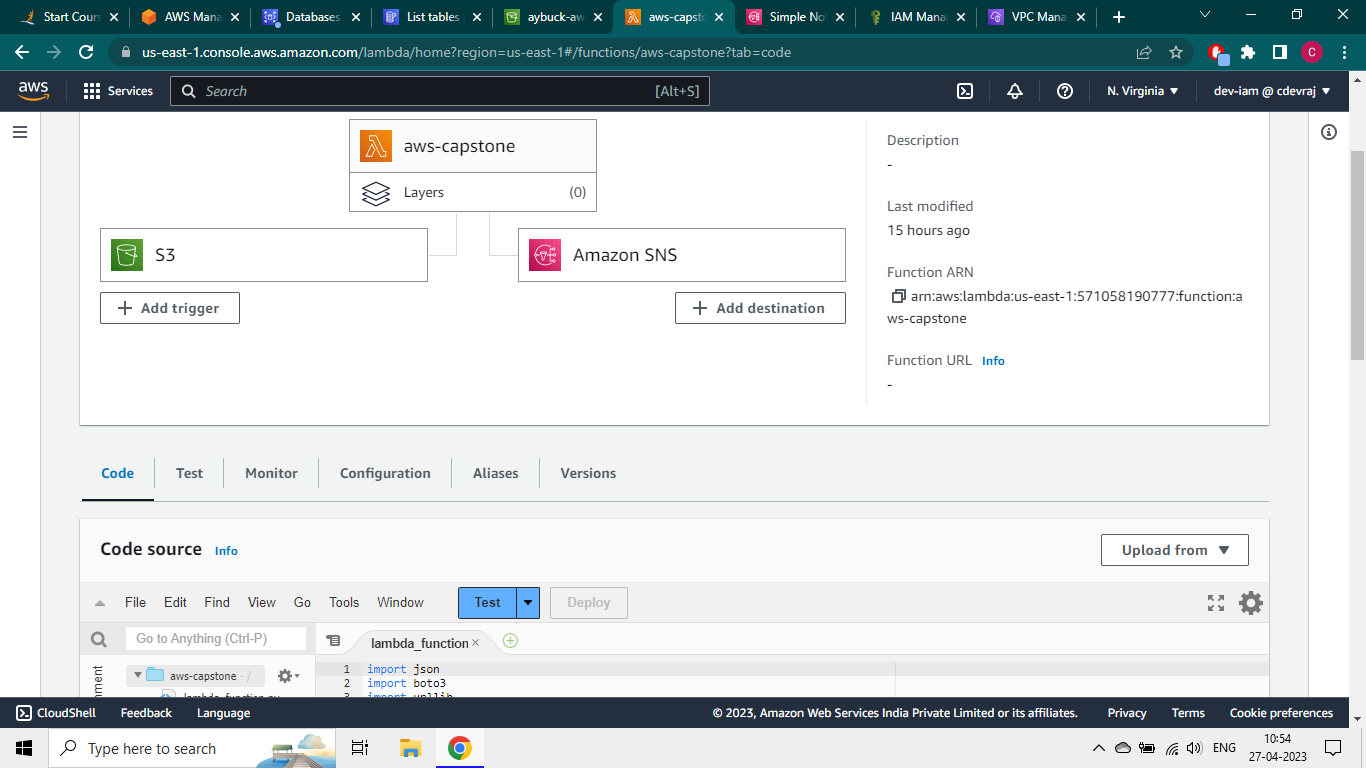 Start Cours
AWS Mana
Databases
List tables
aybuck-aw
aws-capsto
Simple No
IAM Mana
VPC Mana
us-east-1.console.aws.amazon.com/lambda/home?region=us-east-1#/functions/aws-capstone?tab=code
C
aws
Services
Search
[Alt+S]
N. Virginia
dev-iam @ cdevraj
aws-capstone
Layers
(0)
S3
Amazon SNS
Add trigger
Add destination
Description
-
Last modified
15 hours ago
Function ARN
arn:aws:lambda:us-east-1:571058190777:function:a
ws-capstone
Function URL Info
-
Code
Test
Monitor
Configuration
Aliases
Versions
Code source Info
Upload from
File Edit Find View Go Tools Window
Test
Deploy
Go to Anything (Ctrl-P)
lambda_function
aws-capstone - /
lambda_function.py
1 import json
2 import boto3
3 import urllib
CloudShell
Feedback
Language
© 2023, Amazon Web Services India Private Limited or its affiliates.
Privacy
Terms
Cookie preferences
Type here to search
ENG
10:54
27-04-2023